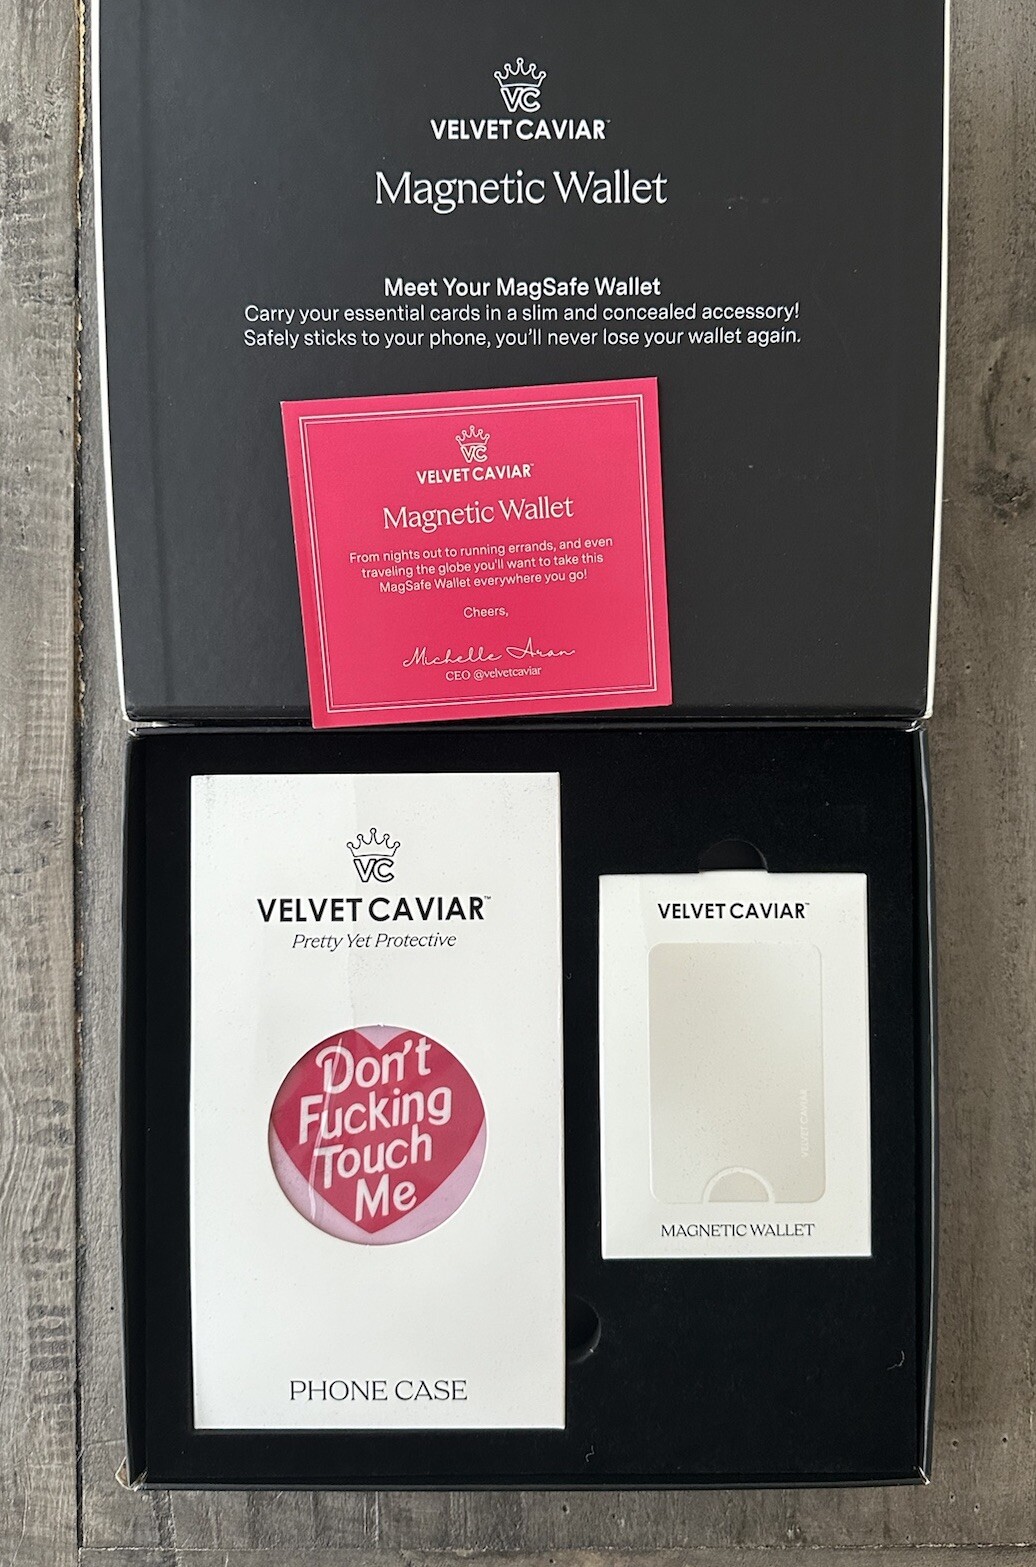 VC
VELVET CAVIAR™
Magnetic Wallet
Meet Your MagSafe Wallet
Carry your essential cards in a slim and concealed accessory!
Safely sticks to your phone, you'll never lose your wallet again.
VC
VELVET CAVIAR™
Magnetic Wallet
From nights out to running errands, and even
traveling the globe you'll want to take this
MagSafe Wallet everywhere you go!
Cheers,
Michelle Aran
CEO @velvetcaviar
VC
VELVET CAVIAR™
Pretty Yet Protective
Don't
Fucking
Touch
Me
PHONE CASE
VELVET CAVIAR™
VELVET CAVIAR
MAGNETIC WALLET